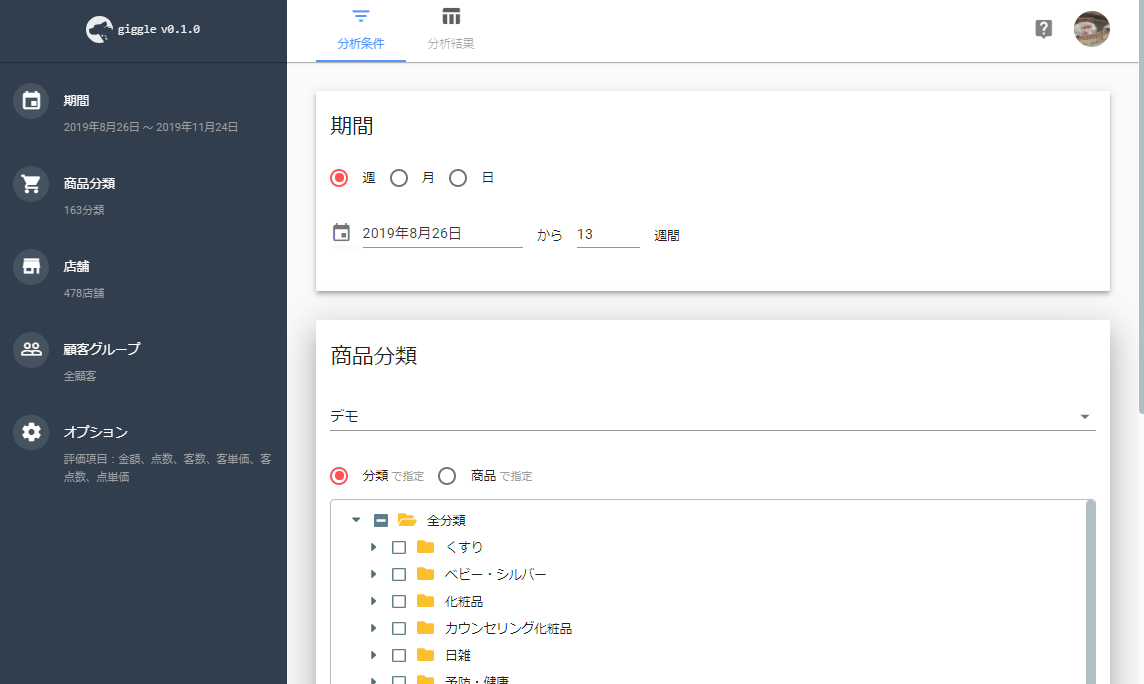 giggle v0.1.0
分析条件
分析結果
期間
2019年8月26日 ～ 2019年11月24日
商品分類
163分類
店舗
478店舗
顧客グループ
全顧客
オプション
評価項目：金額、点数、客数、客単価、客
点数、点単価
期間
週 月 日
2019年8月26日 から 13 週間
商品分類
デモ
分類 で指定 商品 で指定
全分類
くすり
ベビー・シルバー
化粧品
カウンセリング化粧品
日雑
予防・健康